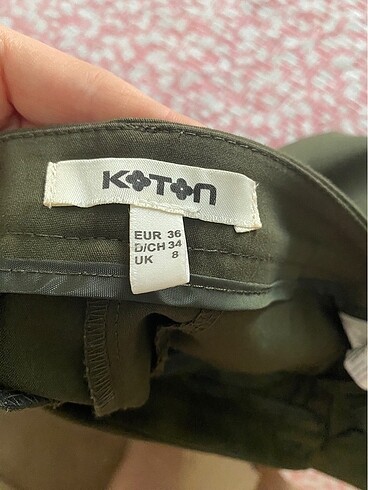 KOTON
EUR 36
D/CH 34
UK 8